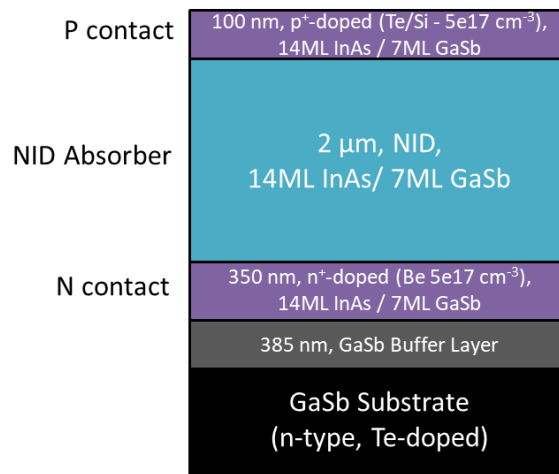 P contact
100 nm, p⁺-doped (Te/Si - 5e17 cm⁻³),
14ML InAs / 7ML GaSb
NID Absorber
2 µm, NID,
14ML InAs/ 7ML GaSb
N contact
350 nm, n⁺-doped (Be 5e17 cm⁻³),
14ML InAs / 7ML GaSb
385 nm, GaSb Buffer Layer
GaSb Substrate
(n-type, Te-doped)